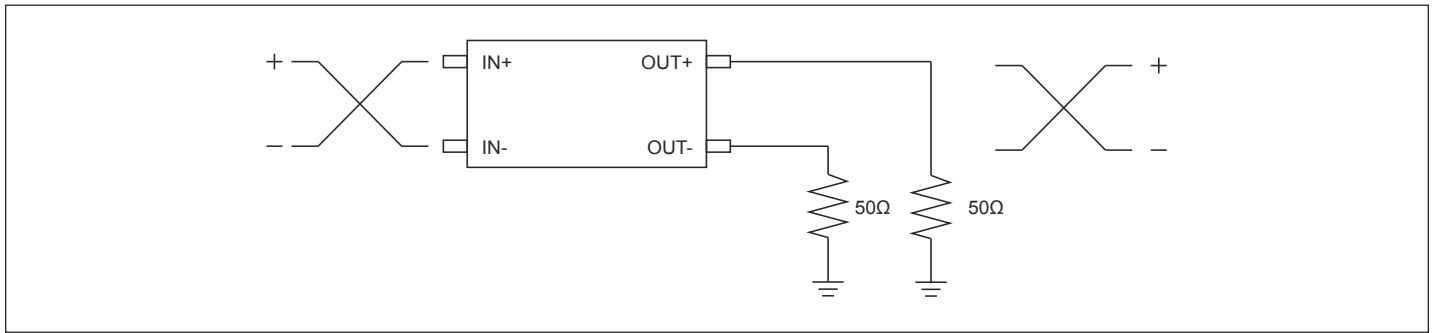 + IN+ OUT+ +
− IN- OUT- −
50Ω 50Ω